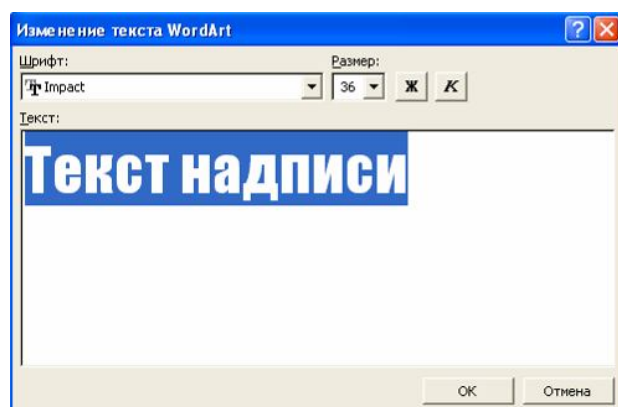 Изменение текста WordArt
Шрифт: Размер:
Impact 36 Ж К
Текст:
Текст надписи
ОК Отмена